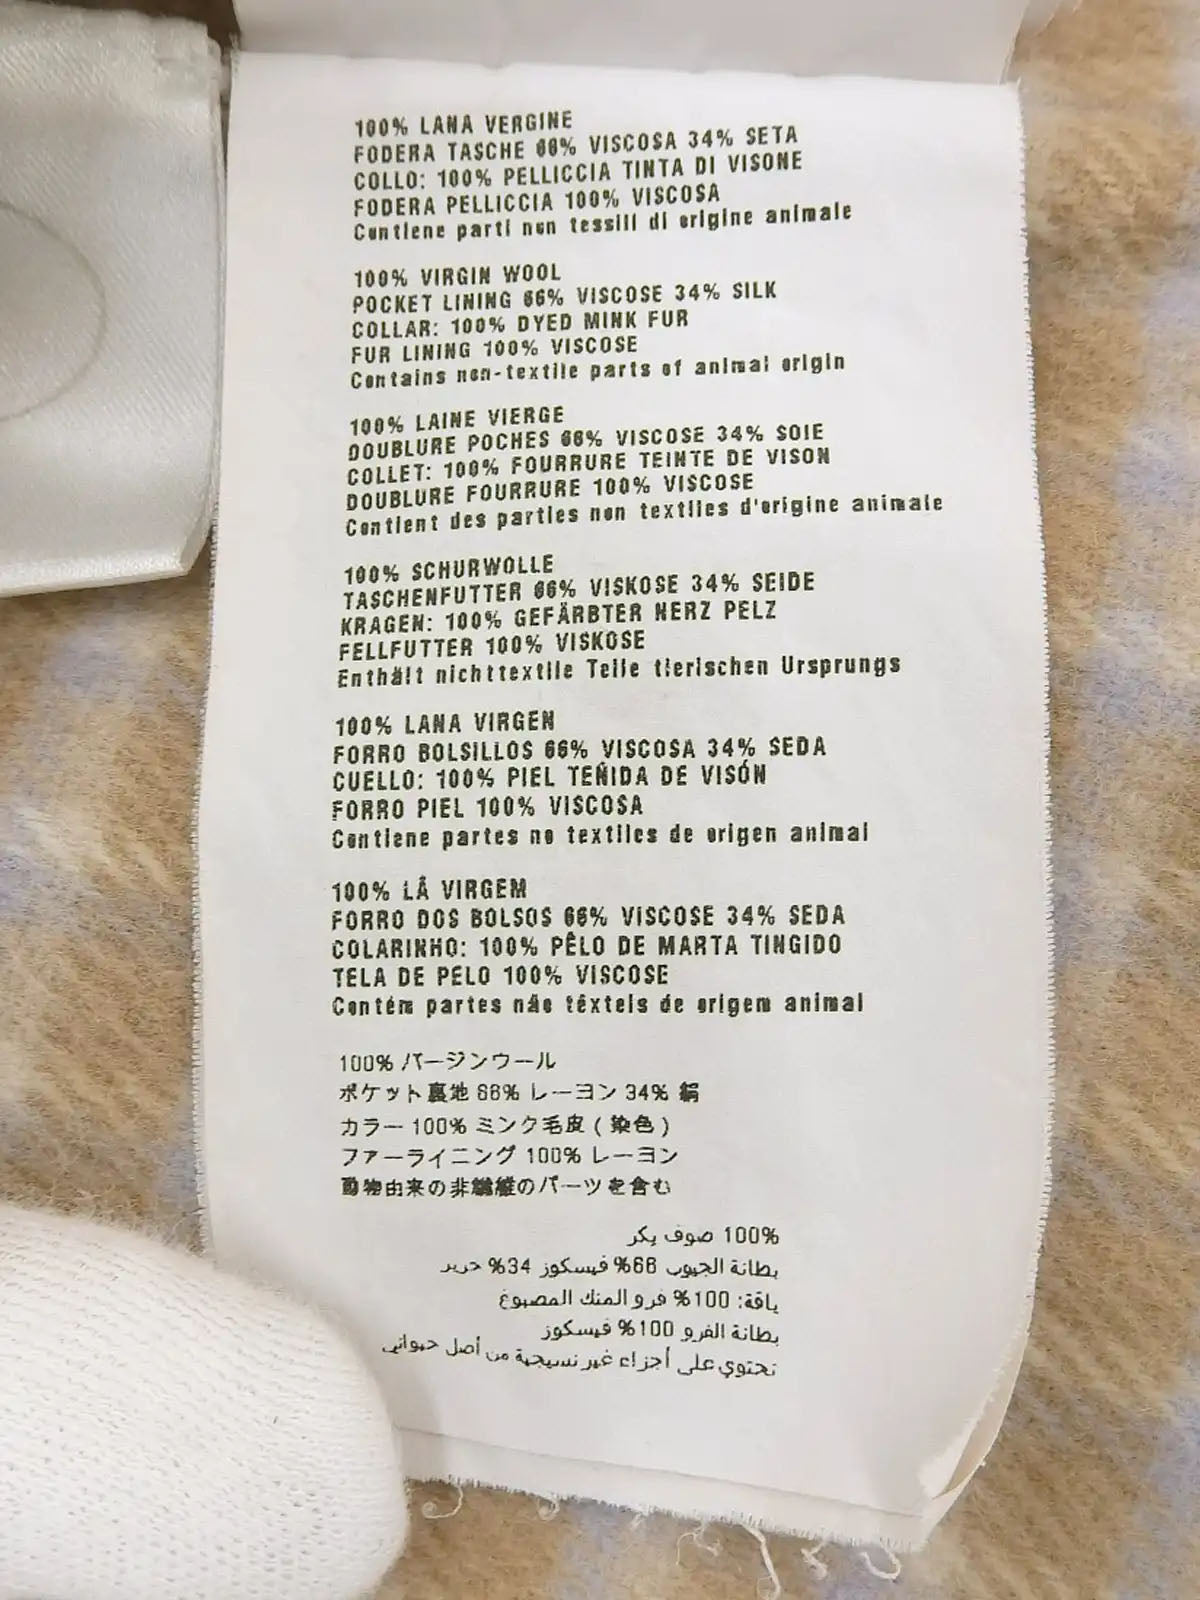 100% LANA VERGINE
FODERA TASCHE 66% VISCOSA 34% SETA
COLLO: 100% PELLICCIA TINTA DI VISONE
FODERA PELLICCIA 100% VISCOSA
Contiene parti non tessili di origine animale
100% VIRGIN WOOL
POCKET LINING 66% VISCOSE 34% SILK
COLLAR: 100% DYED MINK FUR
FUR LINING 100% VISCOSE
Contains non-textile parts of animal origin
100% LAINE VIERGE
DOUBLURE POCHES 66% VISCOSE 34% SOIE
COLLET: 100% FOURRURE TEINTE DE VISON
DOUBLURE FOURRURE 100% VISCOSE
Contient des parties non textiles d'origine animale
100% SCHURWOLLE
TASCHENFUTTER 66% VISKOSE 34% SEIDE
KRAGEN: 100% GEFÄRBTER NERZ PELZ
FELLFUTTER 100% VISKOSE
Enthält nichttextile Teile tierischen Ursprungs
100% LANA VIRGEN
FORRO BOLSILLOS 66% VISCOSA 34% SEDA
CUELLO: 100% PIEL TEÑIDA DE VISÓN
FORRO PIEL 100% VISCOSA
Contiene partes no textiles de origen animal
100% LÃ VIRGEM
FORRO DOS BOLSOS 66% VISCOSE 34% SEDA
COLARINHO: 100% PÊLO DE MARTA TINGIDO
TELA DE PELO 100% VISCOSE
Contém partes não têxteis de origem animal
100% バージンウール
ポケット裏地 66% レーヨン 34% 絹
カラー 100% ミンク毛皮 ( 染色 )
ファーライニング 100% レーヨン
動物由来の非繊維のパーツを含む
100% صوف بكر
بطانة الجيوب 66% فيسكوز 34% حرير
ياقة: 100% فرو المنك المصبوغ
بطانة الفرو 100% فيسكوز
تحتوي على أجزاء غير نسيجية من أصل حيواني